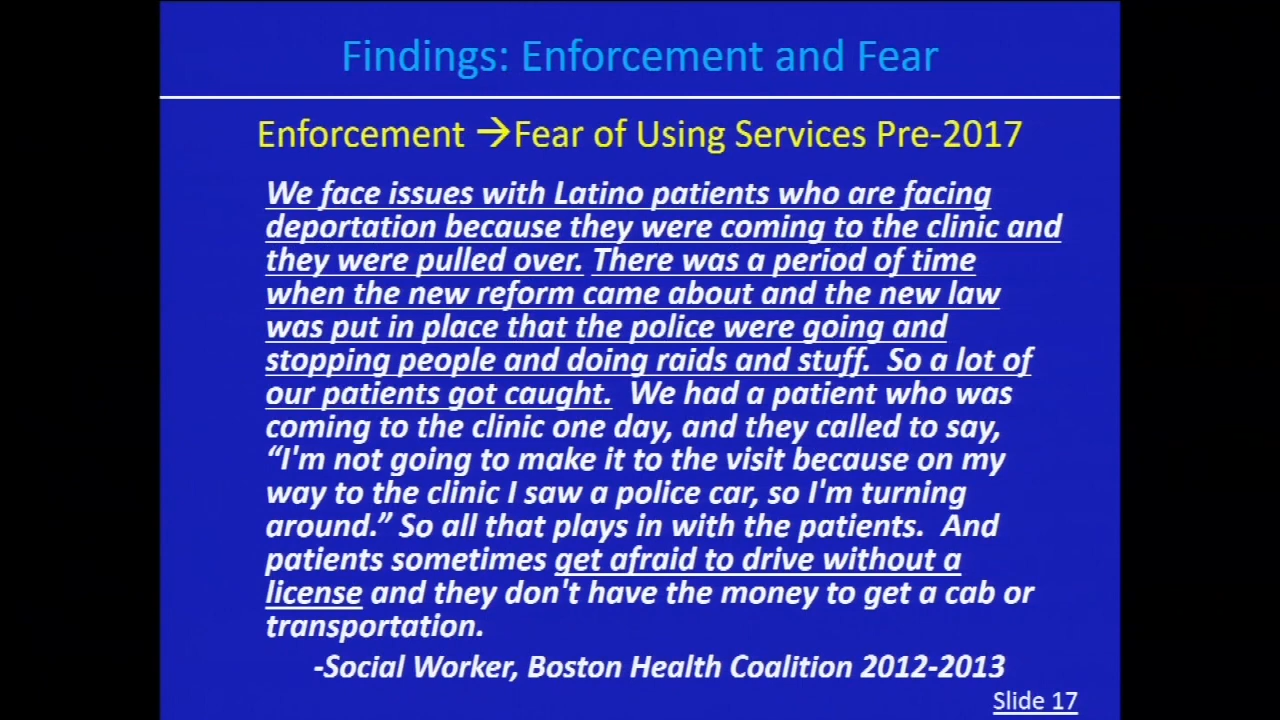 Findings: Enforcement and Fear
Enforcement →Fear of Using Services Pre-2017
We face issues with Latino patients who are facing
deportation because they were coming to the clinic and
they were pulled over. There was a period of time
when the new reform came about and the new law
was put in place that the police were going and
stopping people and doing raids and stuff.  So a lot of
our patients got caught.  We had a patient who was
coming to the clinic one day, and they called to say,
“I'm not going to make it to the visit because on my
way to the clinic I saw a police car, so I'm turning
around.” So all that plays in with the patients.  And
patients sometimes get afraid to drive without a
license and they don't have the money to get a cab or
transportation.
-Social Worker, Boston Health Coalition 2012-2013
Slide 17